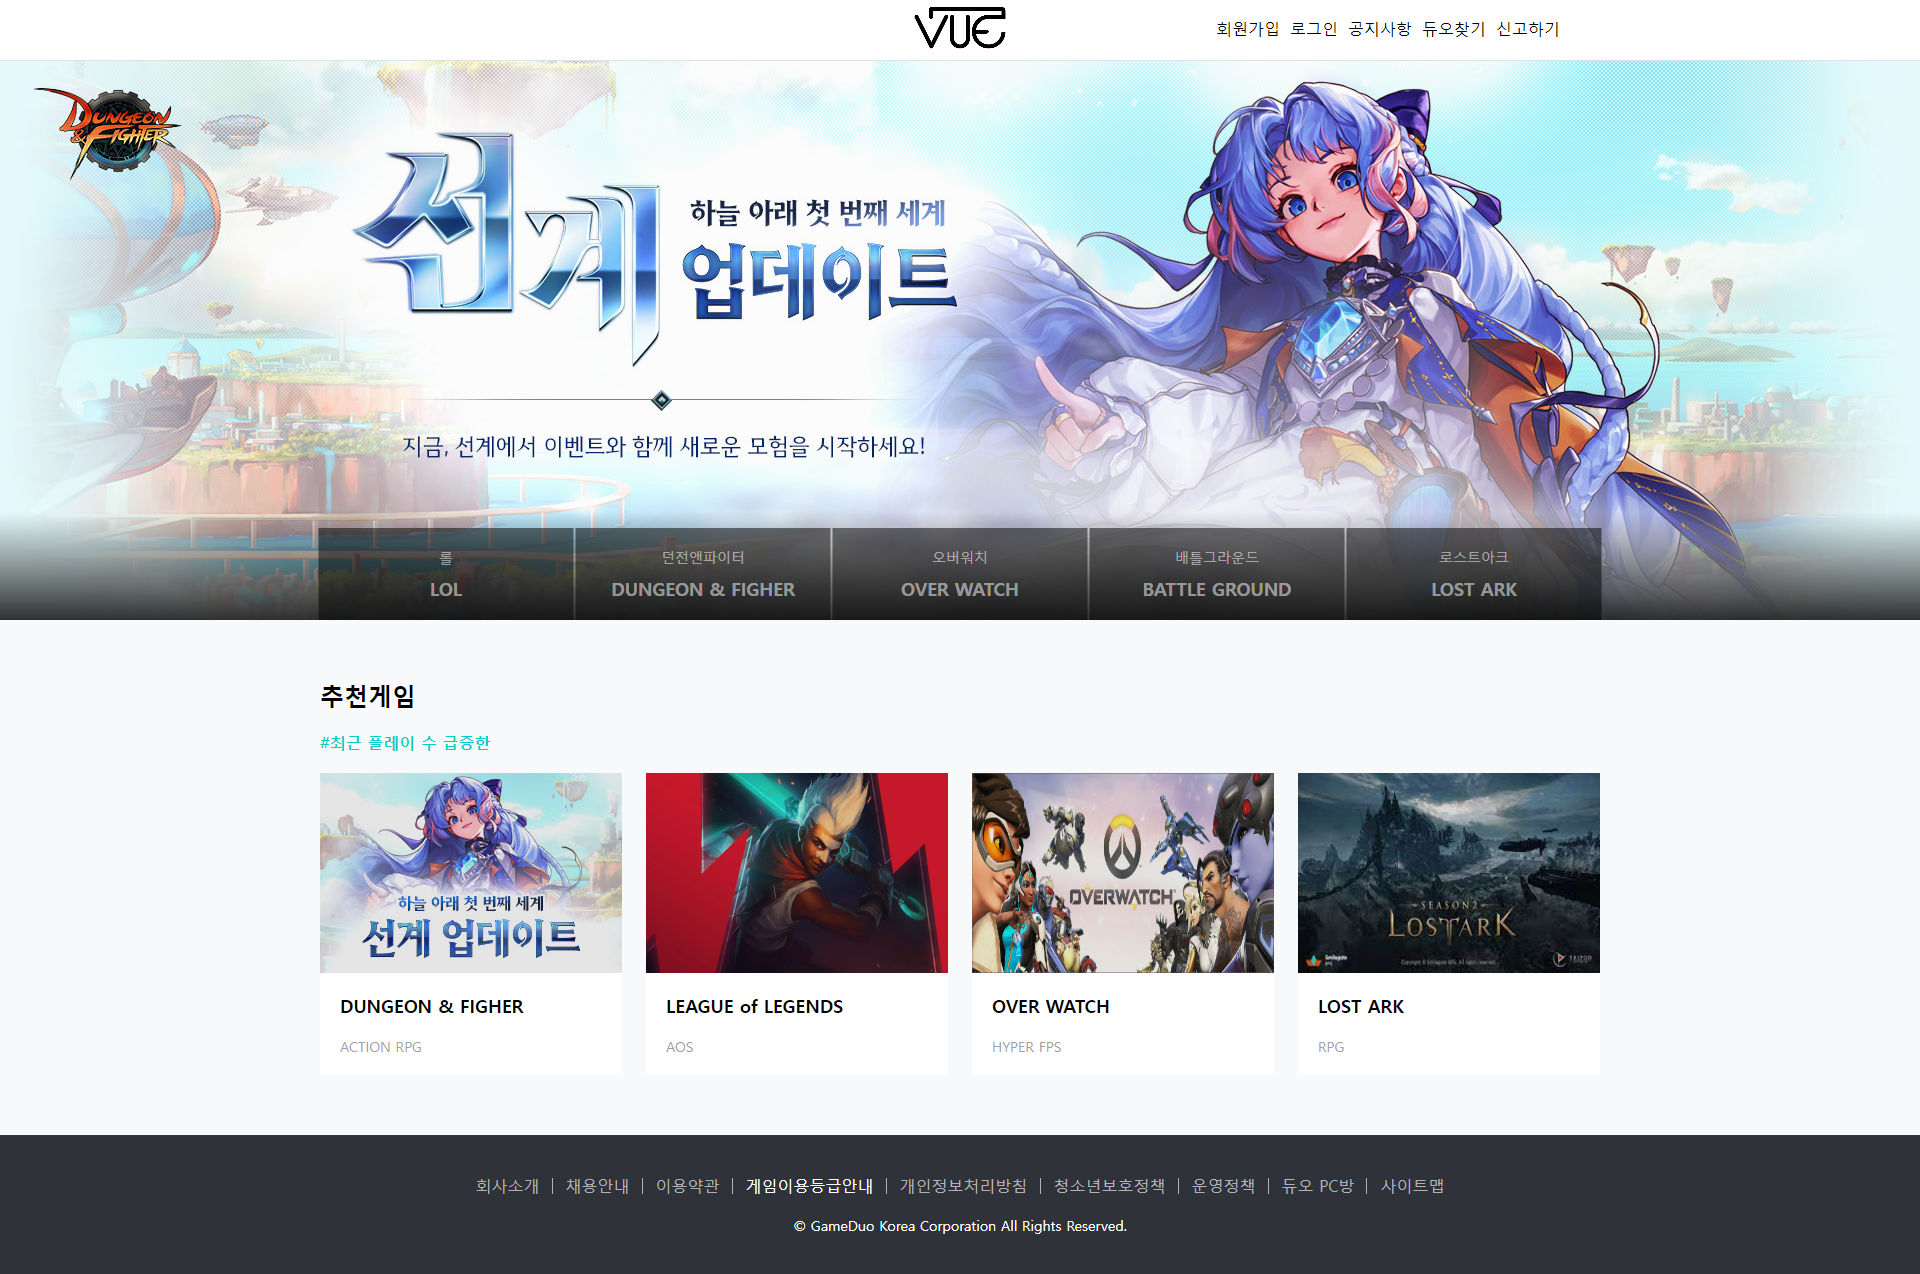 VUE
회원가입 로그인 공지사항 듀오찾기 신고하기
DUNGEON
& FIGHTER
선계
하늘 아래 첫 번째 세계
업데이트
지금, 선계에서 이벤트와 함께 새로운 모험을 시작하세요!
롤
LOL
던전앤파이터
DUNGEON & FIGHER
오버워치
OVER WATCH
배틀그라운드
BATTLE GROUND
로스트아크
LOST ARK
추천게임
#최근 플레이 수 급증한
하늘 아래 첫 번째 세계
선계 업데이트
DUNGEON & FIGHER
ACTION RPG
LEAGUE of LEGENDS
AOS
OVERWATCH
OVER WATCH
HYPER FPS
SEASON2
LOST ARK
Smilegate
RPG
LOST ARK
RPG
회사소개 | 채용안내 | 이용약관 | 게임이용등급안내 | 개인정보처리방침 | 청소년보호정책 | 운영정책 | 듀오 PC방 | 사이트맵
© GameDuo Korea Corporation All Rights Reserved.